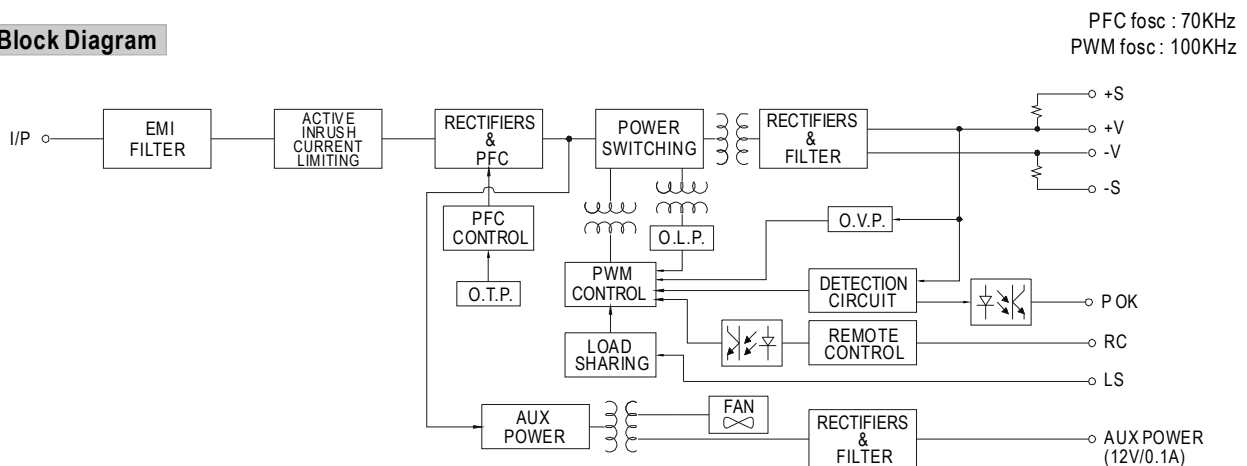 Block Diagram
PFC fosc : 70KHz
PWM fosc : 100KHz
I/P
EMI
FILTER
ACTIVE
INRUSH
CURRENT
LIMITING
RECTIFIERS
&
PFC
POWER
SWITCHING
RECTIFIERS
&
FILTER
+S
+V
-V
-S
PFC
CONTROL
O.L.P.
O.V.P.
O.T.P.
PWM
CONTROL
DETECTION
CIRCUIT
P OK
LOAD
SHARING
REMOTE
CONTROL
RC
LS
AUX
POWER
FAN
RECTIFIERS
&
FILTER
AUX POWER
(12V/0.1A)